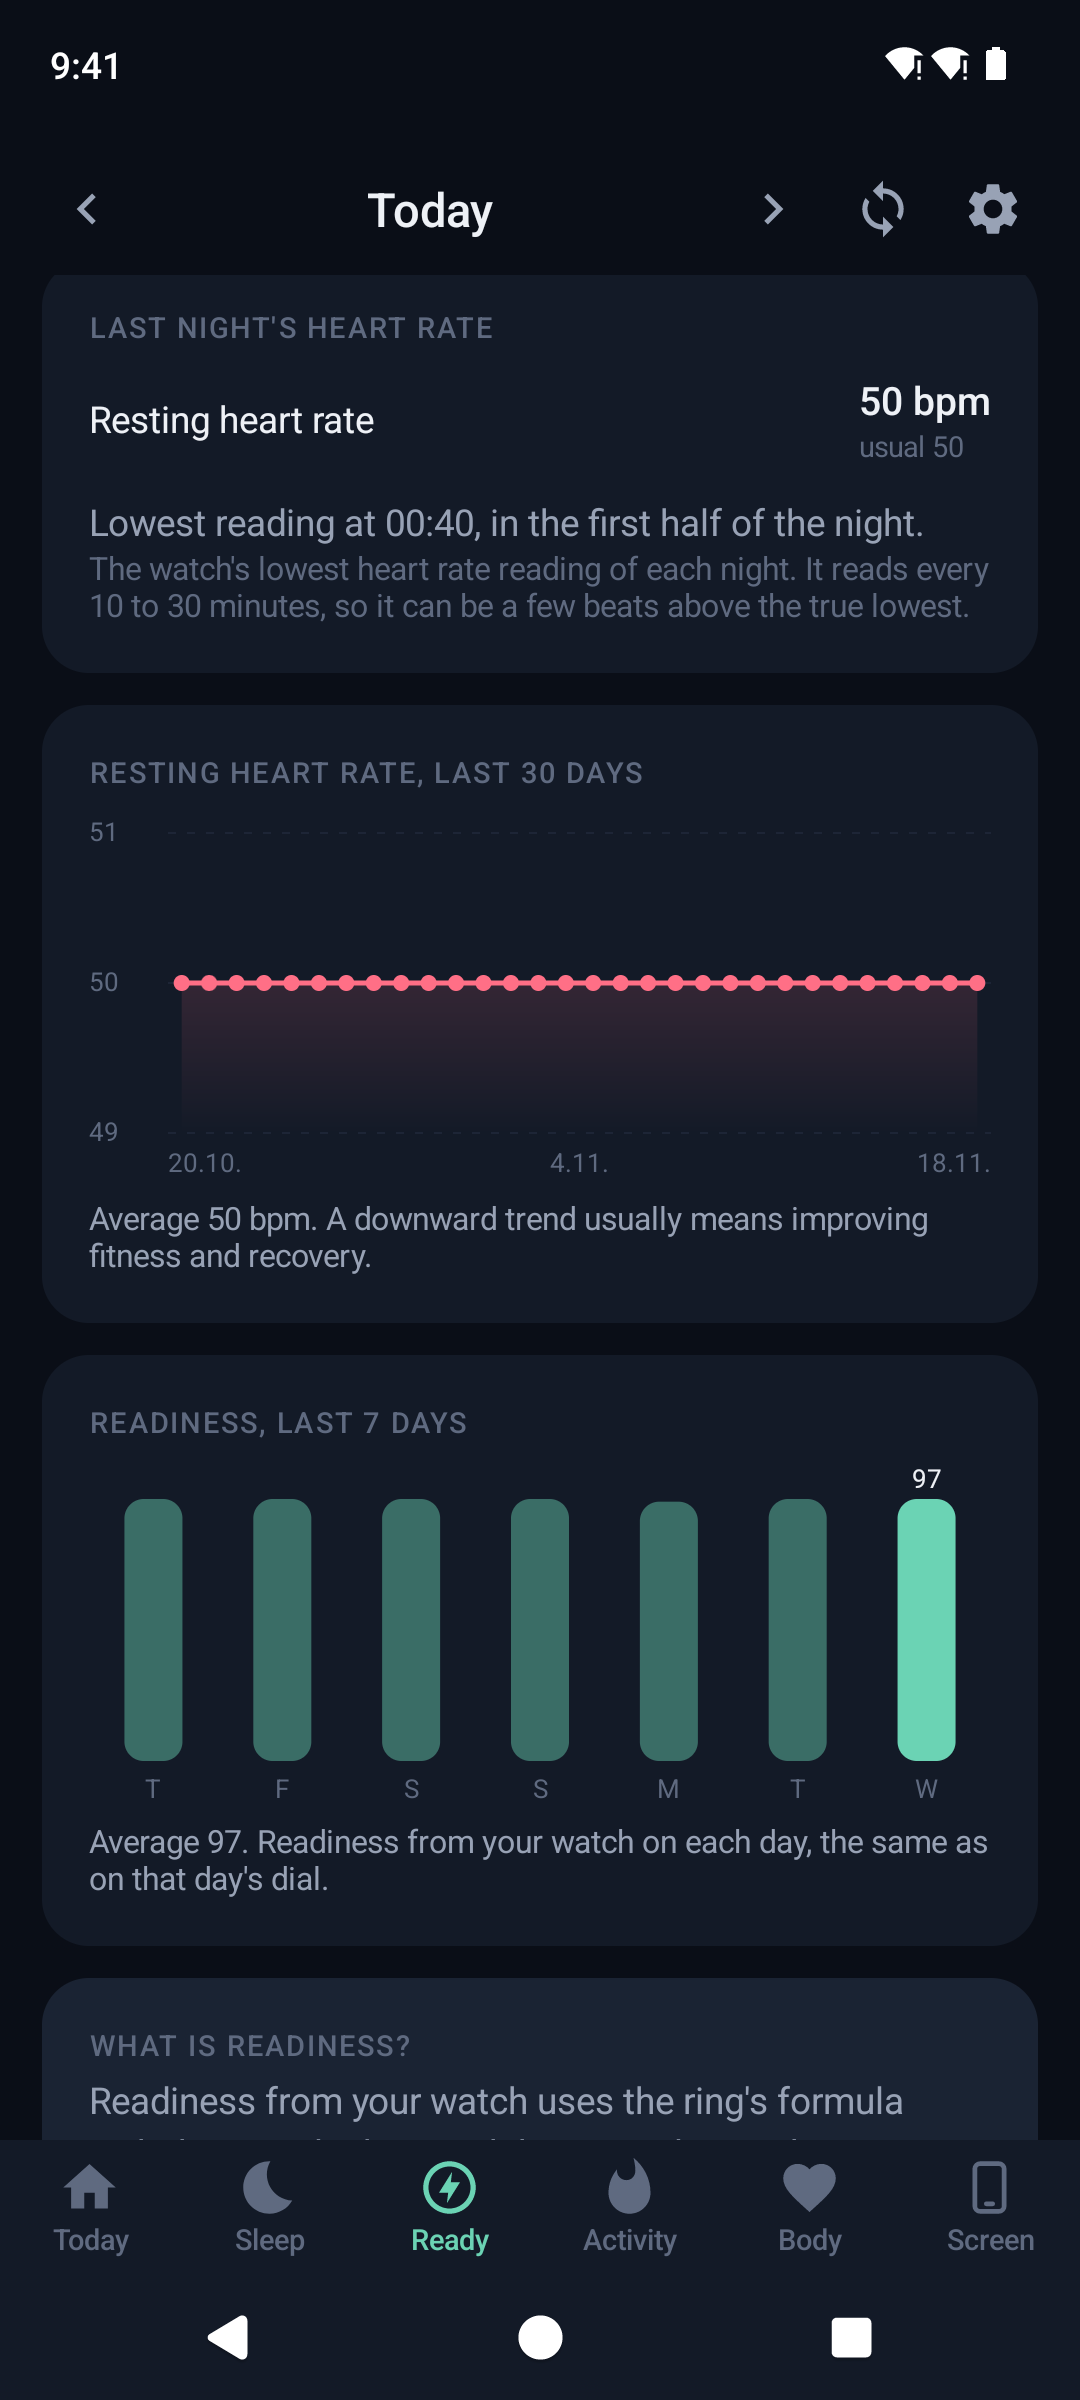 9:41
Today
LAST NIGHT'S HEART RATE
Resting heart rate
50 bpm
usual 50
Lowest reading at 00:40, in the first half of the night.
The watch's lowest heart rate reading of each night. It reads every
10 to 30 minutes, so it can be a few beats above the true lowest.
RESTING HEART RATE, LAST 30 DAYS
51
50
49
20.10.
4.11.
18.11.
Average 50 bpm. A downward trend usually means improving
fitness and recovery.
READINESS, LAST 7 DAYS
97
T F S S M T W
Average 97. Readiness from your watch on each day, the same as
on that day's dial.
WHAT IS READINESS?
Readiness from your watch uses the ring's formula
Today Sleep Ready Activity Body Screen